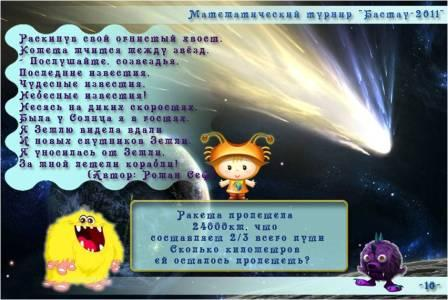 Математический турнир "Бастау-2011"
Раскинув свой огнистый хвост,
Комета мчится между звёзд.
- Послушайте, созвездья,
Последние известия,
Чудесные известия,
Небесные известия!
Несясь на диких скоростях,
Была у Солнца я в гостях.
Я Землю видела вдали
И новых спутников Земли.
Я уносилась от Земли,
За мной летели корабли!
(Автор: Роман Сеф)
Ракета пролетела
24000км, что
составляет 2/3 всего пути
Сколько километров
ей осталось пролететь?
-10-